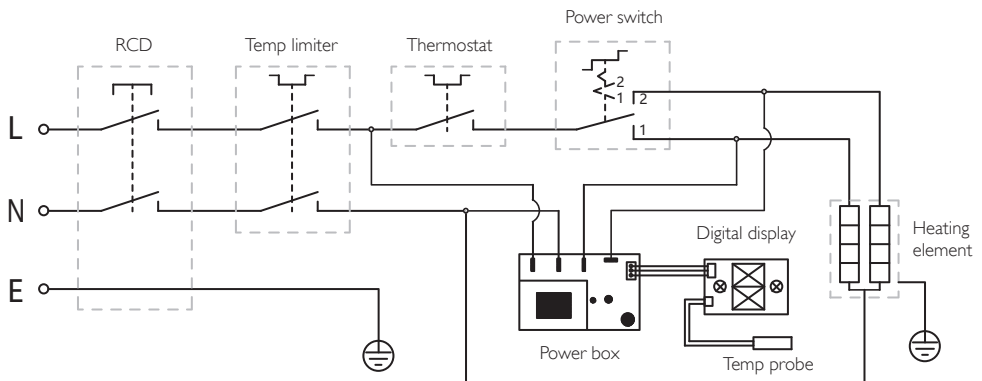 Power switch
RCD
Temp limiter
Thermostat
2
1
2
L
1
N
Digital display
Heating
element
E
Power box
Temp probe